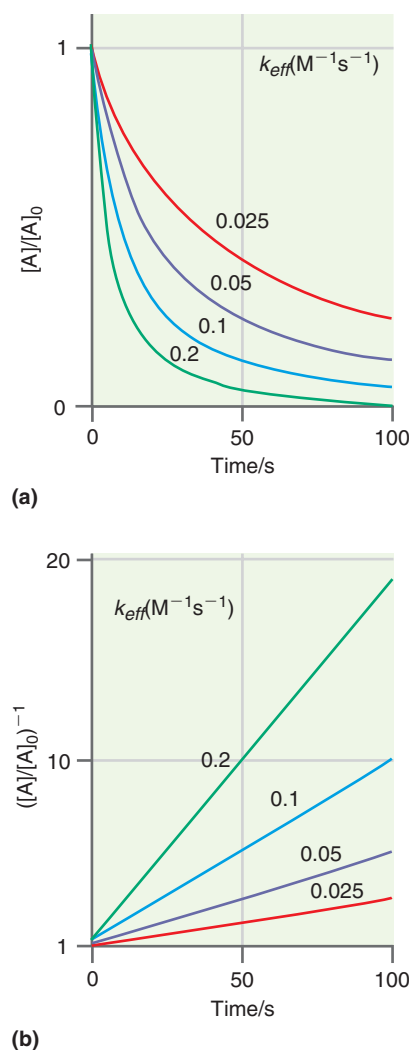 1
k_eff(M⁻¹s⁻¹)
[A]/[A]₀
0.025
0.05
0.1
0.2
0
0
50
100
Time/s
(a)
20
k_eff(M⁻¹s⁻¹)
([A]/[A]₀)⁻¹
10
0.2
0.1
0.05
0.025
1
0
50
100
Time/s
(b)